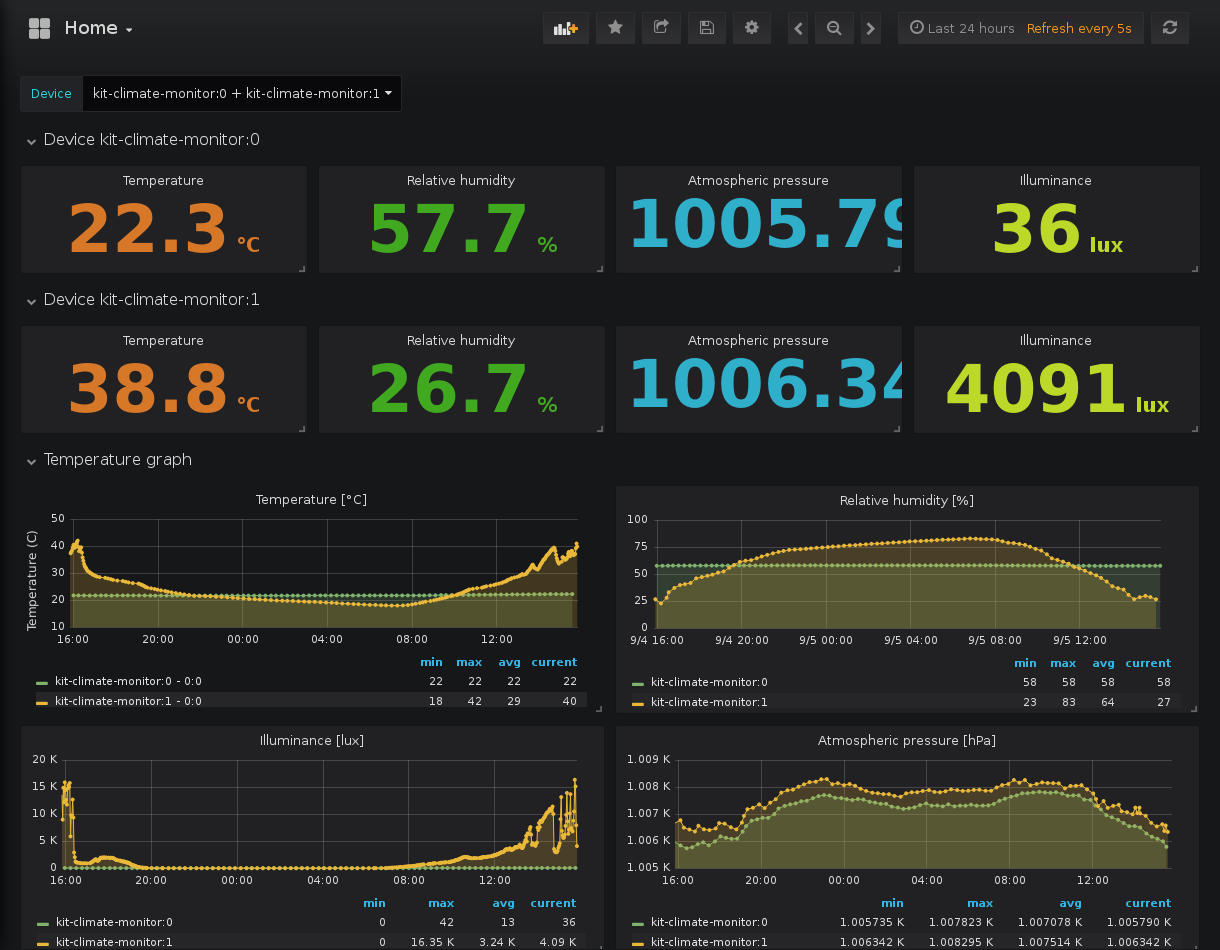 Home
Last 24 hours Refresh every 5s
Device kit-climate-monitor:0 + kit-climate-monitor:1
Device kit-climate-monitor:0
Temperature Relative humidity Atmospheric pressure Illuminance
22.3 °C 57.7 % 1005.79 36 lux
Device kit-climate-monitor:1
Temperature Relative humidity Atmospheric pressure Illuminance
38.8 °C 26.7 % 1006.34 4091 lux
Temperature graph
Temperature [°C]
Temperature (C)
50
40
30
20
10
16:00 20:00 00:00 04:00 08:00 12:00
min max avg current
kit-climate-monitor:0 - 0:0 22 22 22 22
kit-climate-monitor:1 - 0:0 18 42 29 40
Relative humidity [%]
100
75
50
25
0
9/4 16:00 9/4 20:00 9/5 00:00 9/5 04:00 9/5 08:00 9/5 12:00
min max avg current
kit-climate-monitor:0 58 58 58 58
kit-climate-monitor:1 23 83 64 27
Illuminance [lux]
20 K
15 K
10 K
5 K
0
16:00 20:00 00:00 04:00 08:00 12:00
min max avg current
kit-climate-monitor:0 0 42 13 36
kit-climate-monitor:1 0 16.35 K 3.24 K 4.09 K
Atmospheric pressure [hPa]
1.009 K
1.008 K
1.007 K
1.006 K
1.005 K
16:00 20:00 00:00 04:00 08:00 12:00
min max avg current
kit-climate-monitor:0 1.005735 K 1.007823 K 1.007078 K 1.005790 K
kit-climate-monitor:1 1.006342 K 1.008295 K 1.007514 K 1.006342 K